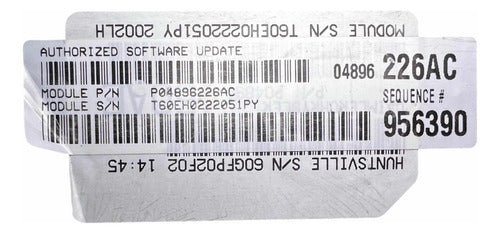 MODULE S/N T60EH0222051PY 2002LH
AUTHORIZED SOFTWARE UPDATE
04896 226AC
MODULE P/N P04896226AC
MODULE S/N T60EH0222051PY
SEQUENCE #
956390
HUNTSVILLE S/N 60GFP02F02 14:45